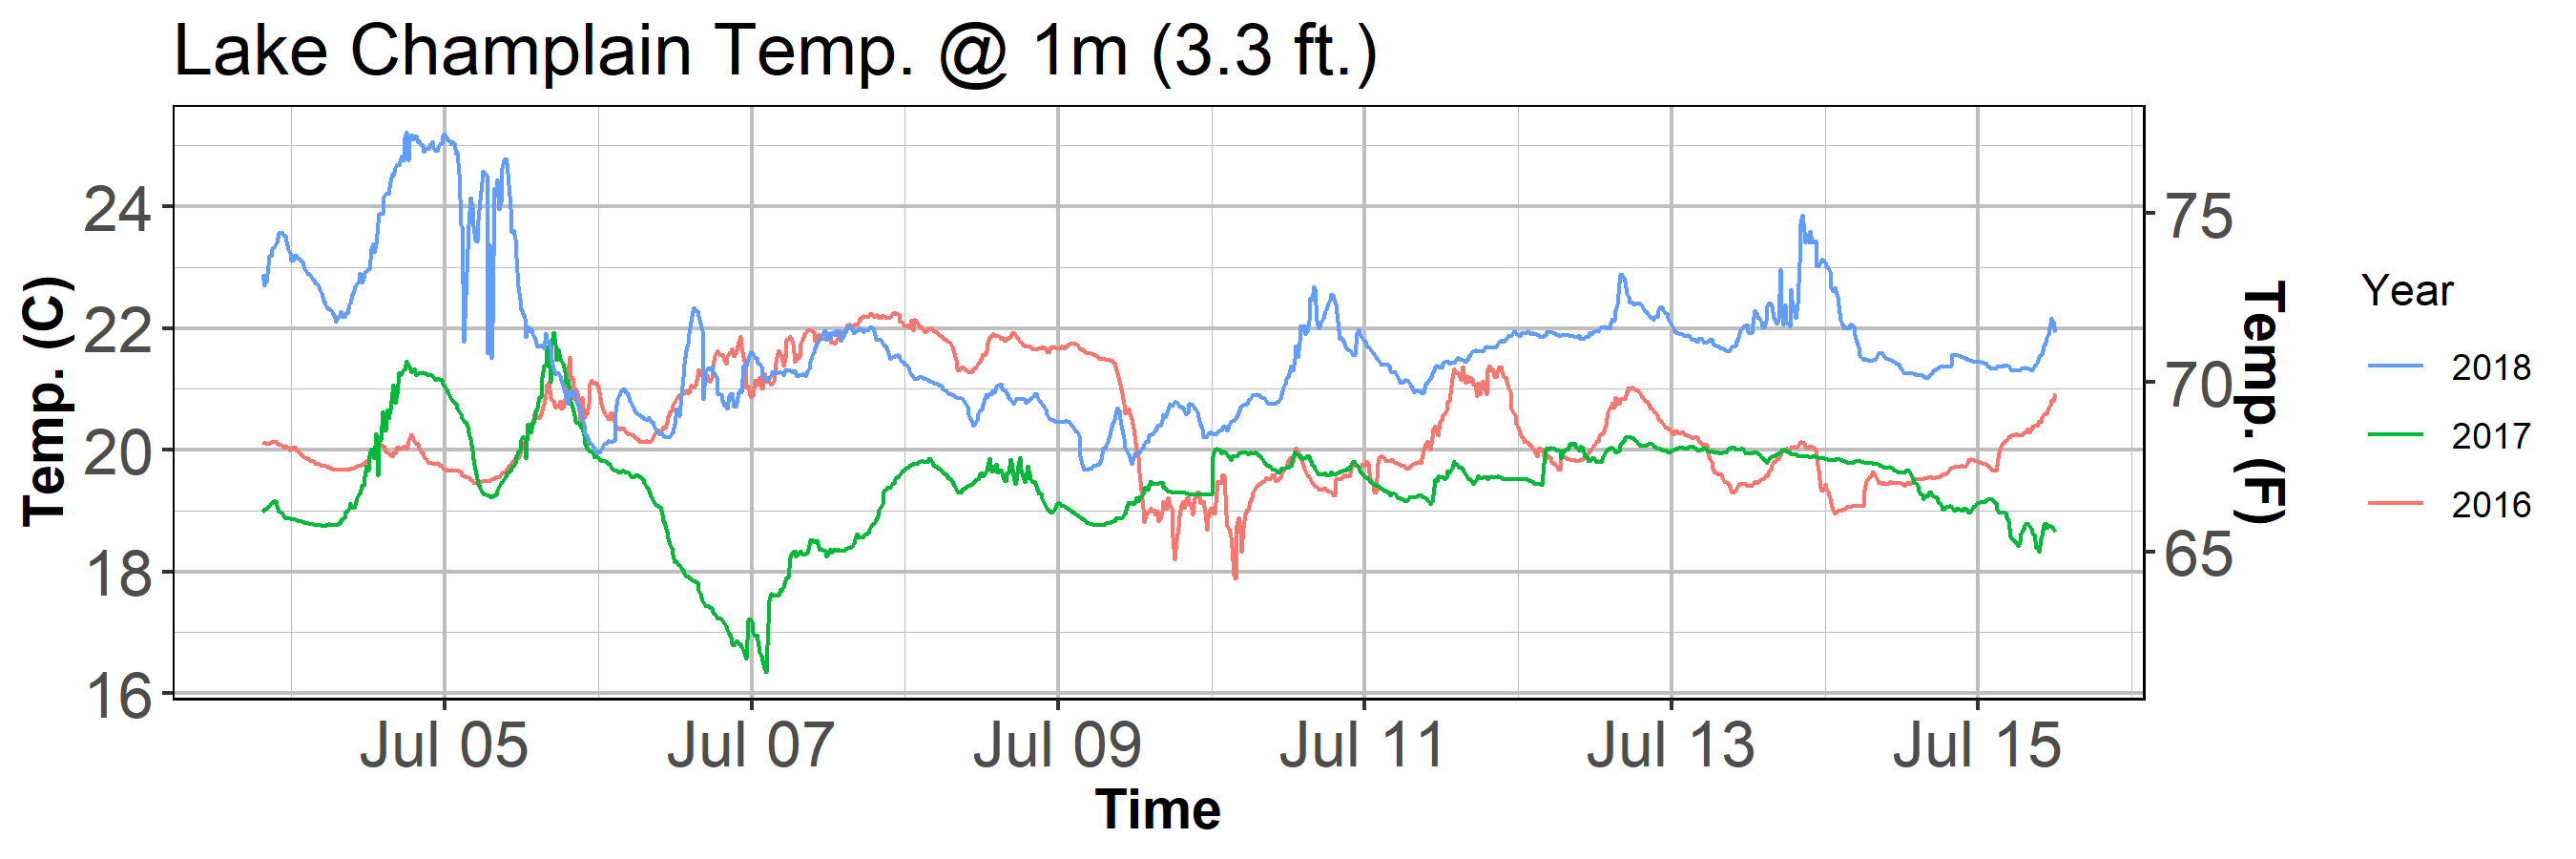 Lake Champlain Temp. @ 1m (3.3 ft.)
Temp. (C)
24
22
20
18
16
75
70
65
Temp. (F)
Jul 05
Jul 07
Jul 09
Jul 11
Jul 13
Jul 15
Time
Year
2018
2017
2016